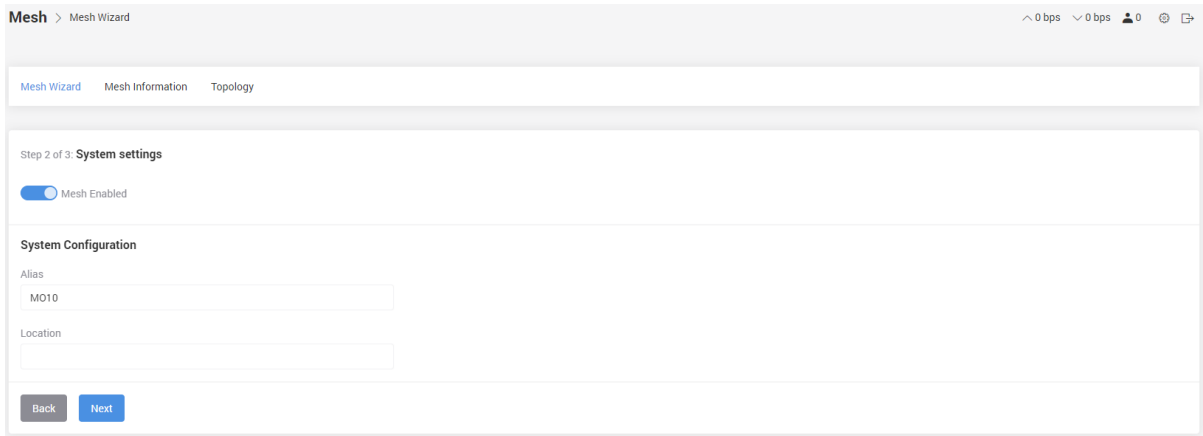 Mesh > Mesh Wizard 0 bps 0 bps 0
Mesh Wizard Mesh Information Topology
Step 2 of 3: System settings
Mesh Enabled
System Configuration
Alias
MO10
Location
Back Next